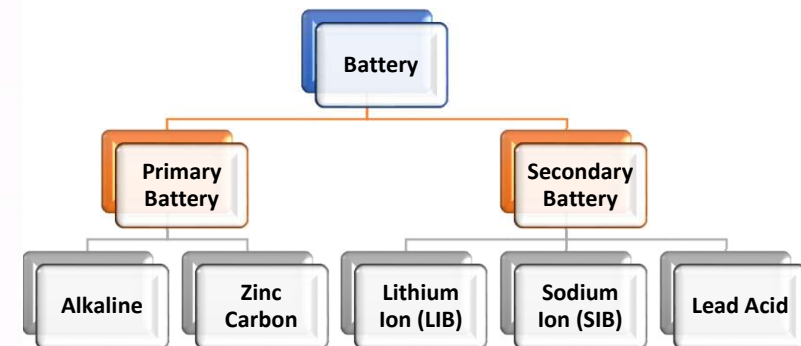 Battery
Primary
Battery
Secondary
Battery
Alkaline
Zinc
Carbon
Lithium
Ion (LIB)
Sodium
Ion (SIB)
Lead Acid